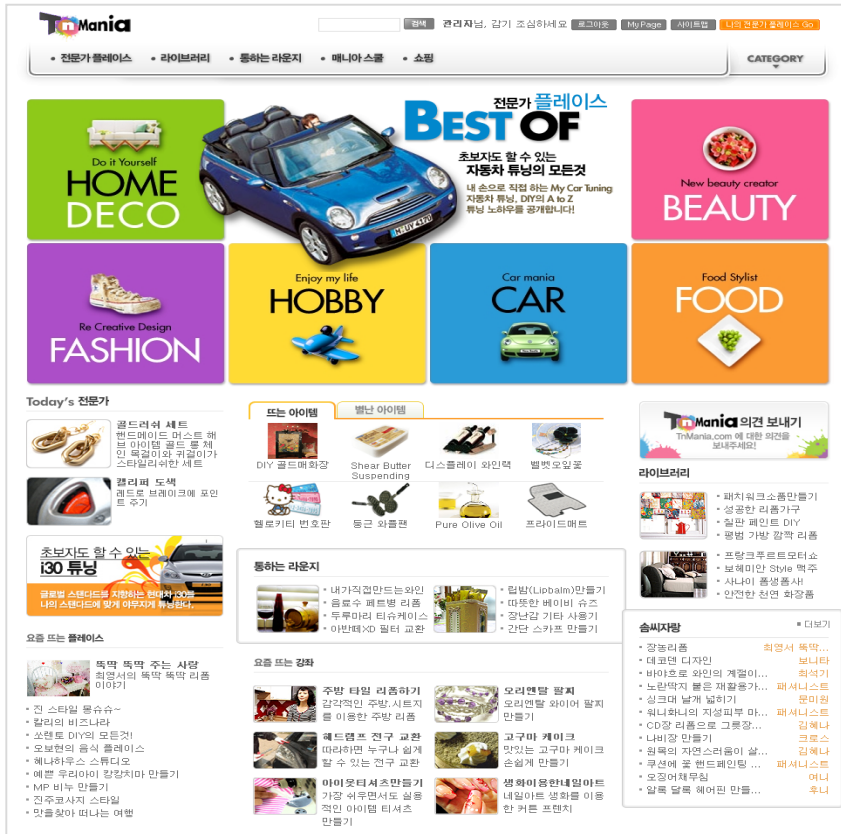 TnMania
검색
관리자님, 감기 조심하세요
로그아웃
My Page
사이트맵
나의 전문가 플레이스 Go
• 전문가 플레이스
• 라이브러리
• 통하는 라운지
• 매니아 스쿨
• 쇼핑
CATEGORY
Do it Yourself
HOME
DECO
전문가 플레이스
BEST OF
초보자도 할 수 있는
자동차 튜닝의 모든것
내 손으로 직접 하는 My Car Tuning
자동차 튜닝, DIY의 A to Z
튜닝 노하우를 공개합니다!
New beauty creator
BEAUTY
Re Creative Design
FASHION
Enjoy my life
HOBBY
Car mania
CAR
Food Stylist
FOOD
Today's 전문가
골드러쉬 세트
핸드메이드 머스트 해
브 아이템 골드 롱 체
인 목걸이와 귀걸이가
스타일리쉬한 세트
캘리퍼 도색
레드로 브레이크에 포인
트 주기
초보자도 할 수 있는
i30 튜닝
글로벌 스탠다드를 지향하는 현대차 i30를
나의 스탠다드에 맞게 야무지게 튜닝한다.
요즘 뜨는 플레이스
뚝딱 뚝딱 주는 사랑
최영서의 뚝딱 뚝딱 리폼
이야기
• 진 스타일 몽슈슈~
• 칼리의 비즈나라
• 쏘렌토 DIY의 모든것!
• 오보현의 음식 플레이스
• 혜나하우스 스튜디오
• 예쁜 우리아이 캉캉치마 만들기
• MP 비누 만들기
• 진주코사지 스타일
• 맛을찾아 떠나는 여행
뜨는 아이템
별난 아이템
DIY 골드매화장
Shear Butter
Suspending
디스플레이 와인랙
벨벳오잎꽃
헬로키티 번호판
둥근 와플팬
Pure Olive Oil
프라이드매트
통하는 라운지
• 내가직접만드는와인
• 음료수 페트병 리폼
• 두루마리 티슈케이스
• 아반떼XD 필터 교환
• 립밤(Lipbalm)만들기
• 따뜻한 베이비 슈즈
• 장난감 기타 사용기
• 간단 스카프 만들기
요즘 뜨는 강좌
주방 타일 리폼하기
감각적인 주방.시트지
를 이용한 주방 리폼
오리엔탈 팔찌
오리엔탈 와이어 팔찌
만들기
헤드램프 전구 교환
따라하면 누구나 쉽게
할 수 있는 전구 교환
고구마 케이크
맛있는 고구마 케이크
손쉽게 만들기
아이옷티셔츠만들기
가장 쉬우면서도 실용
적인 아이템 티셔츠
만들기
생화이용한네일아트
네일아트 생화를 이용
한 커튼 프렌치
TnMania 의견 보내기
TnMania.com 에 대한 의견을
보내주세요!
라이브러리
• 패치워크소품만들기
• 성공한 리폼가구
• 칠판 페인트 DIY
• 평범 가방 깜짝 리폼
• 프랑크푸르트모터쇼
• 보헤미안 Style 맥주
• 사나이 폼생폼사!
• 안전한 천연 화장품
솜씨자랑
더보기
• 장농리폼 최영서 뚝딱...
• 데코덴 디자인 보니타
• 바야흐로 와인의 계절이... 최석기
• 노란딱지 붙은 재활용가... 패셔니스트
• 싱크대 날개 넓히기 문미원
• 워니화니의 지성피부 마... 패셔니스트
• CD장 리폼으로 그릇장... 김혜나
• 나비장 만들기 크로스
• 원목의 자연스러움이 살... 김혜나
• 쿠션에 꽃 핸드페인팅 ... 패셔니스트
• 오징어채무침 여니
• 알록 달록 헤어핀 만들... 후니